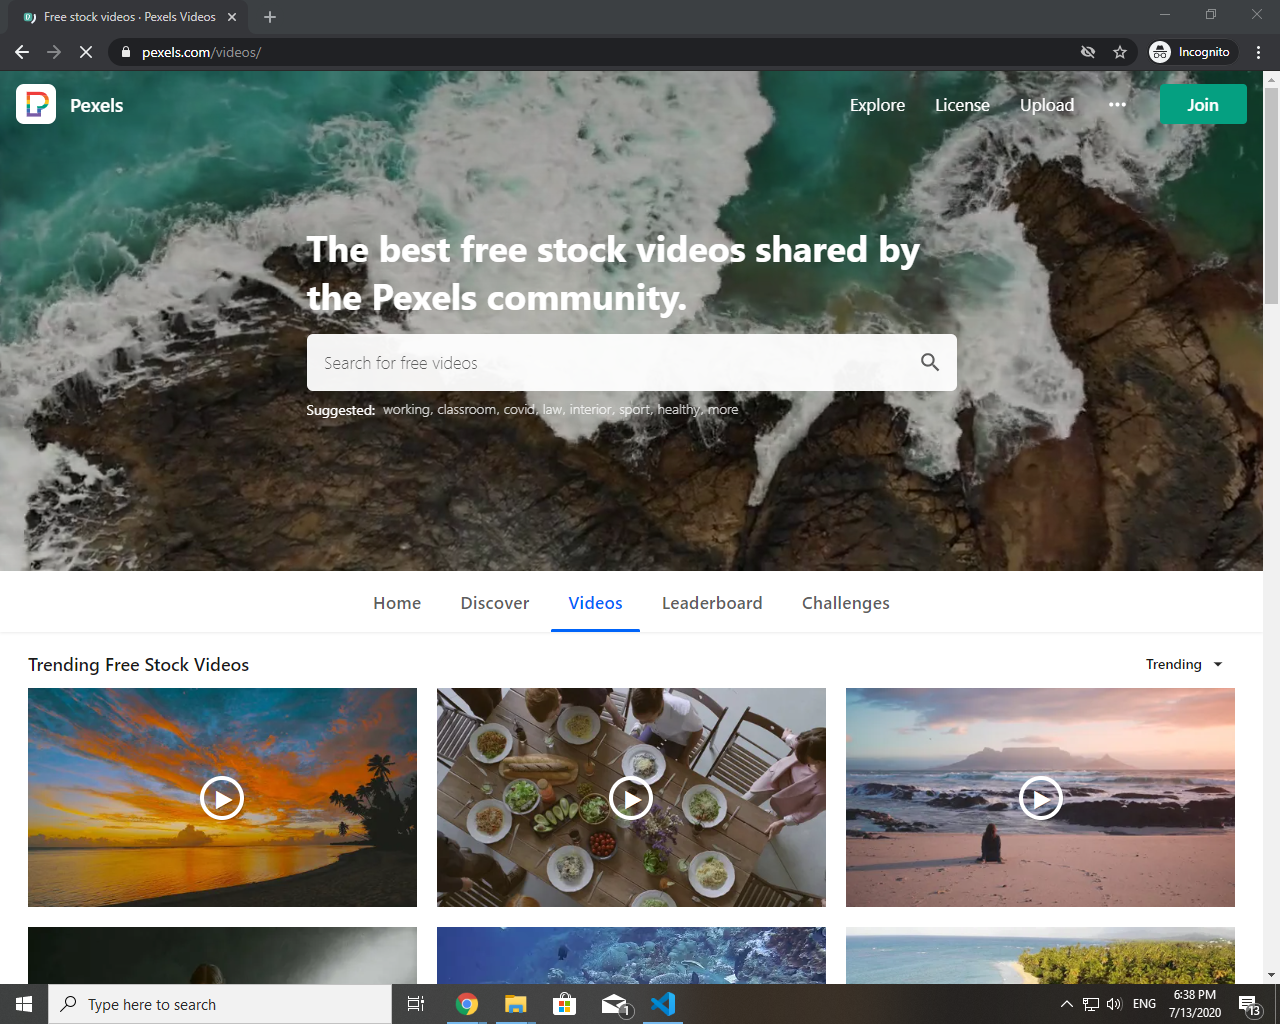 Free stock videos · Pexels Videos
pexels.com/videos/
Incognito
Pexels
Explore
License
Upload
Join
The best free stock videos shared by
the Pexels community.
Search for free videos
Suggested: working, classroom, covid, law, interior, sport, healthy, more
Home
Discover
Videos
Leaderboard
Challenges
Trending Free Stock Videos
Trending
Type here to search
1
ENG
6:38 PM
7/13/2020
13